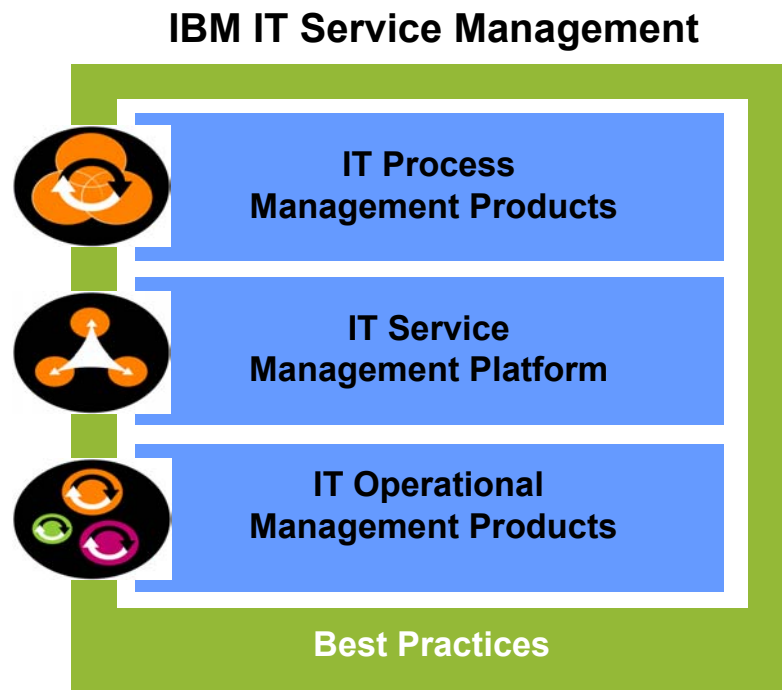 IBM IT Service Management
IT Process
Management Products
IT Service
Management Platform
IT Operational
Management Products
Best Practices